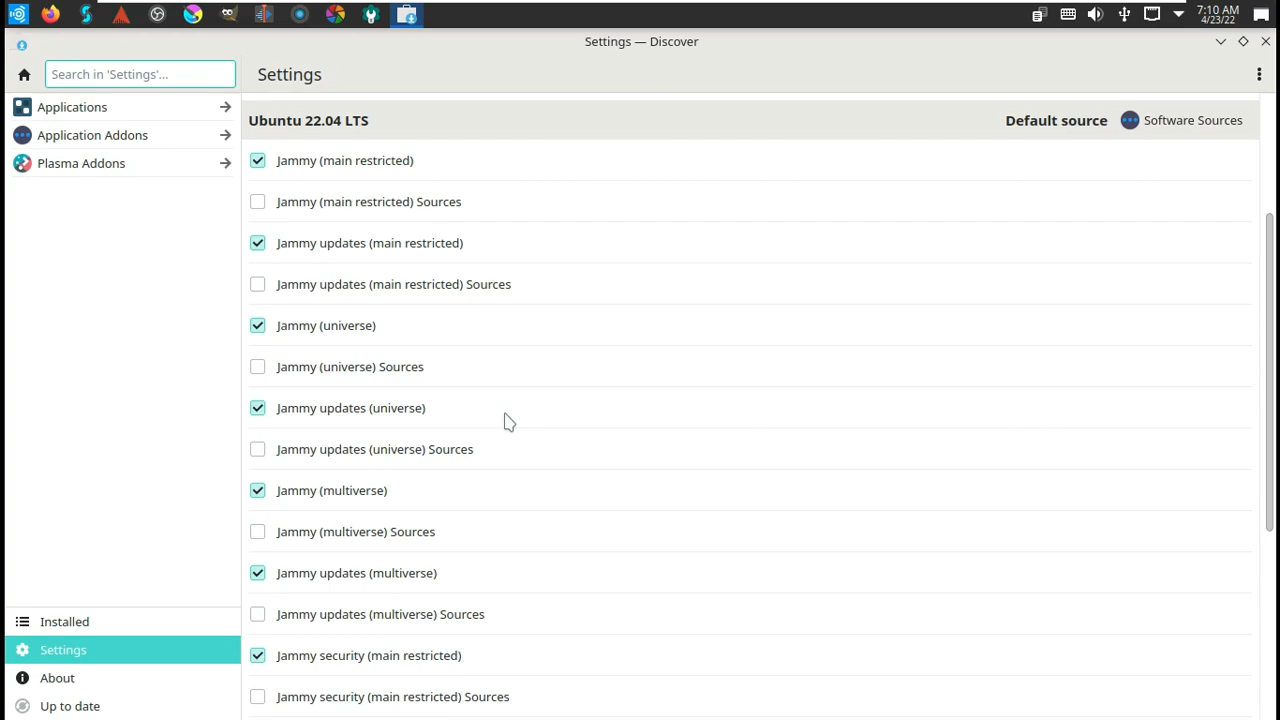 7:10 AM
4/23/22
Settings — Discover
Search in 'Settings'...
Settings
Applications
Application Addons
Plasma Addons
Ubuntu 22.04 LTS
Default source
Software Sources
Jammy (main restricted)
Jammy (main restricted) Sources
Jammy updates (main restricted)
Jammy updates (main restricted) Sources
Jammy (universe)
Jammy (universe) Sources
Jammy updates (universe)
Jammy updates (universe) Sources
Jammy (multiverse)
Jammy (multiverse) Sources
Jammy updates (multiverse)
Jammy updates (multiverse) Sources
Jammy security (main restricted)
Jammy security (main restricted) Sources
Installed
Settings
About
Up to date